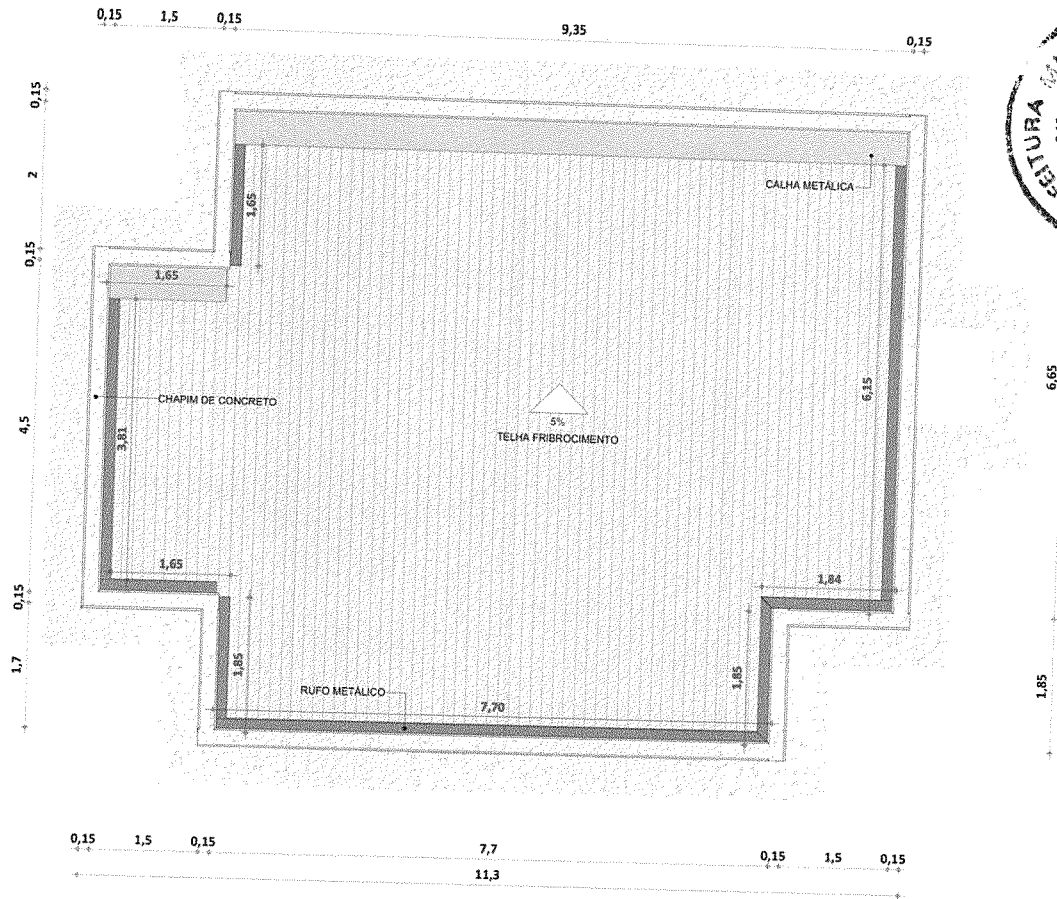 0,15 1,5 0,15 9,35 0,15
0,15
2
0,15
4,5
0,15
1,7
EITURA
CALHA METÁLICA
1,65
1,65
CHAPIM DE CONCRETO
3,81
5%
TELHA FRIBROCIMENTO
6,15
6,65
1,65
1,84
1,85
RUFO METÁLICO
7,70
1,85
1,85
0,15 1,5 0,15 7,7 0,15 1,5 0,15
11,3